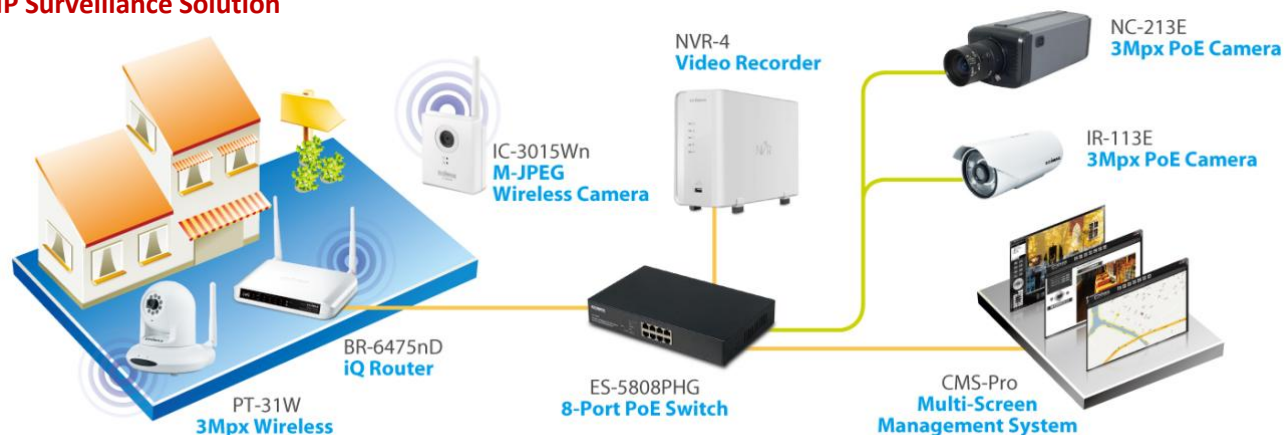 IP Surveillance Solution
NVR-4
Video Recorder
NC-213E
3Mpx PoE Camera
IC-3015Wn
M-JPEG
Wireless Camera
IR-113E
3Mpx PoE Camera
BR-6475nD
iQ Router
PT-31W
3Mpx Wireless
ES-5808PHG
8-Port PoE Switch
CMS-Pro
Multi-Screen
Management System